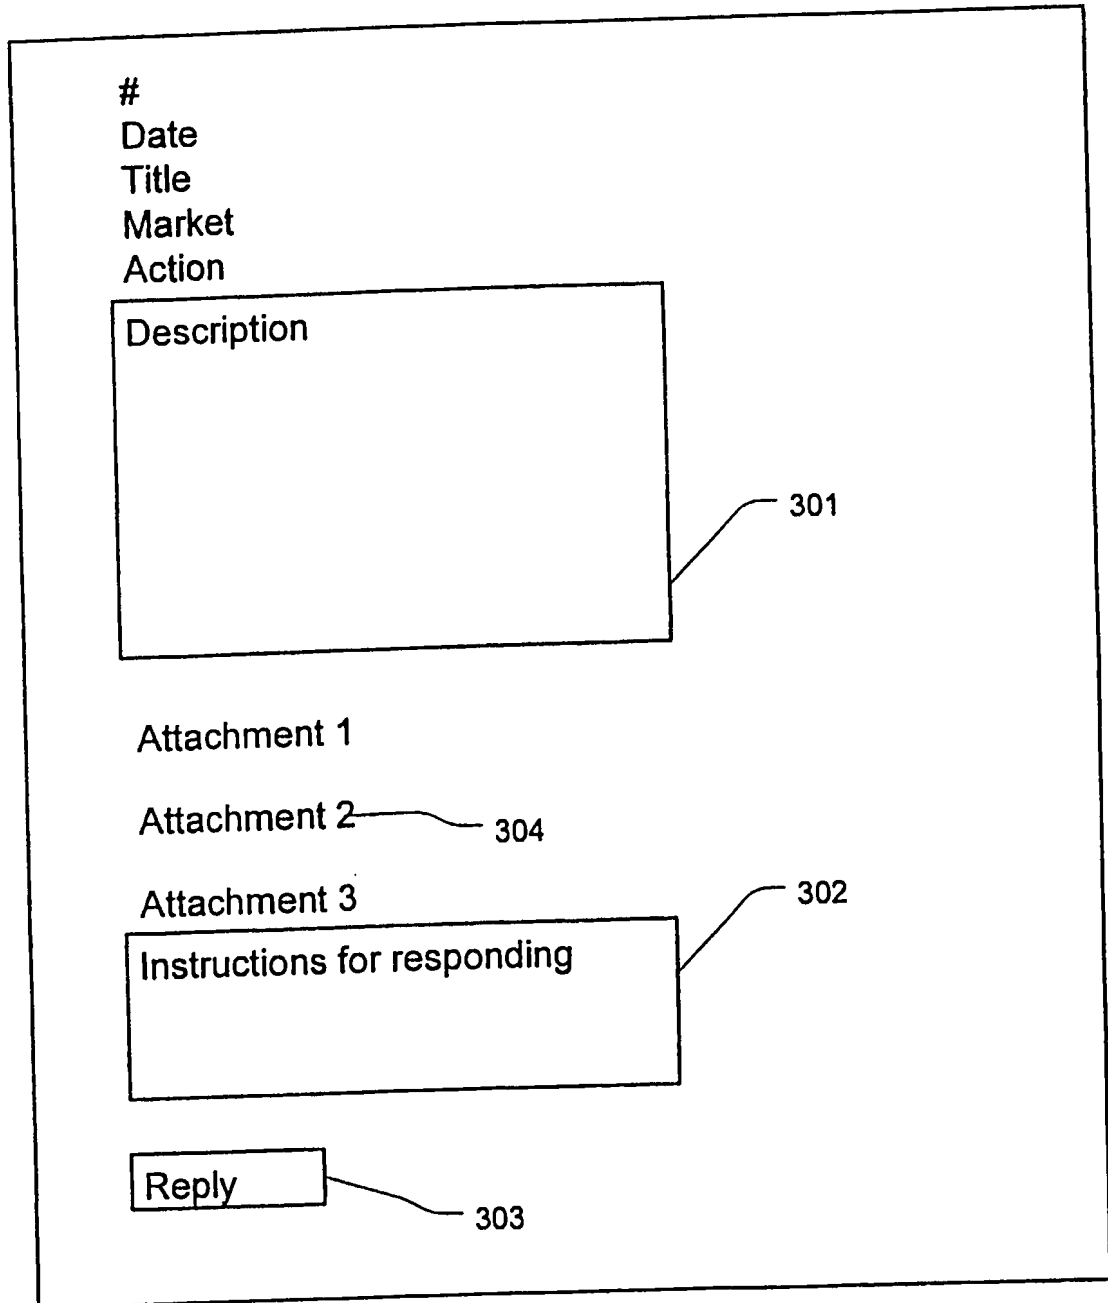 #
Date
Title
Market
Action
Description
301
Attachment 1
Attachment 2
304
Attachment 3
302
Instructions for responding
Reply
303